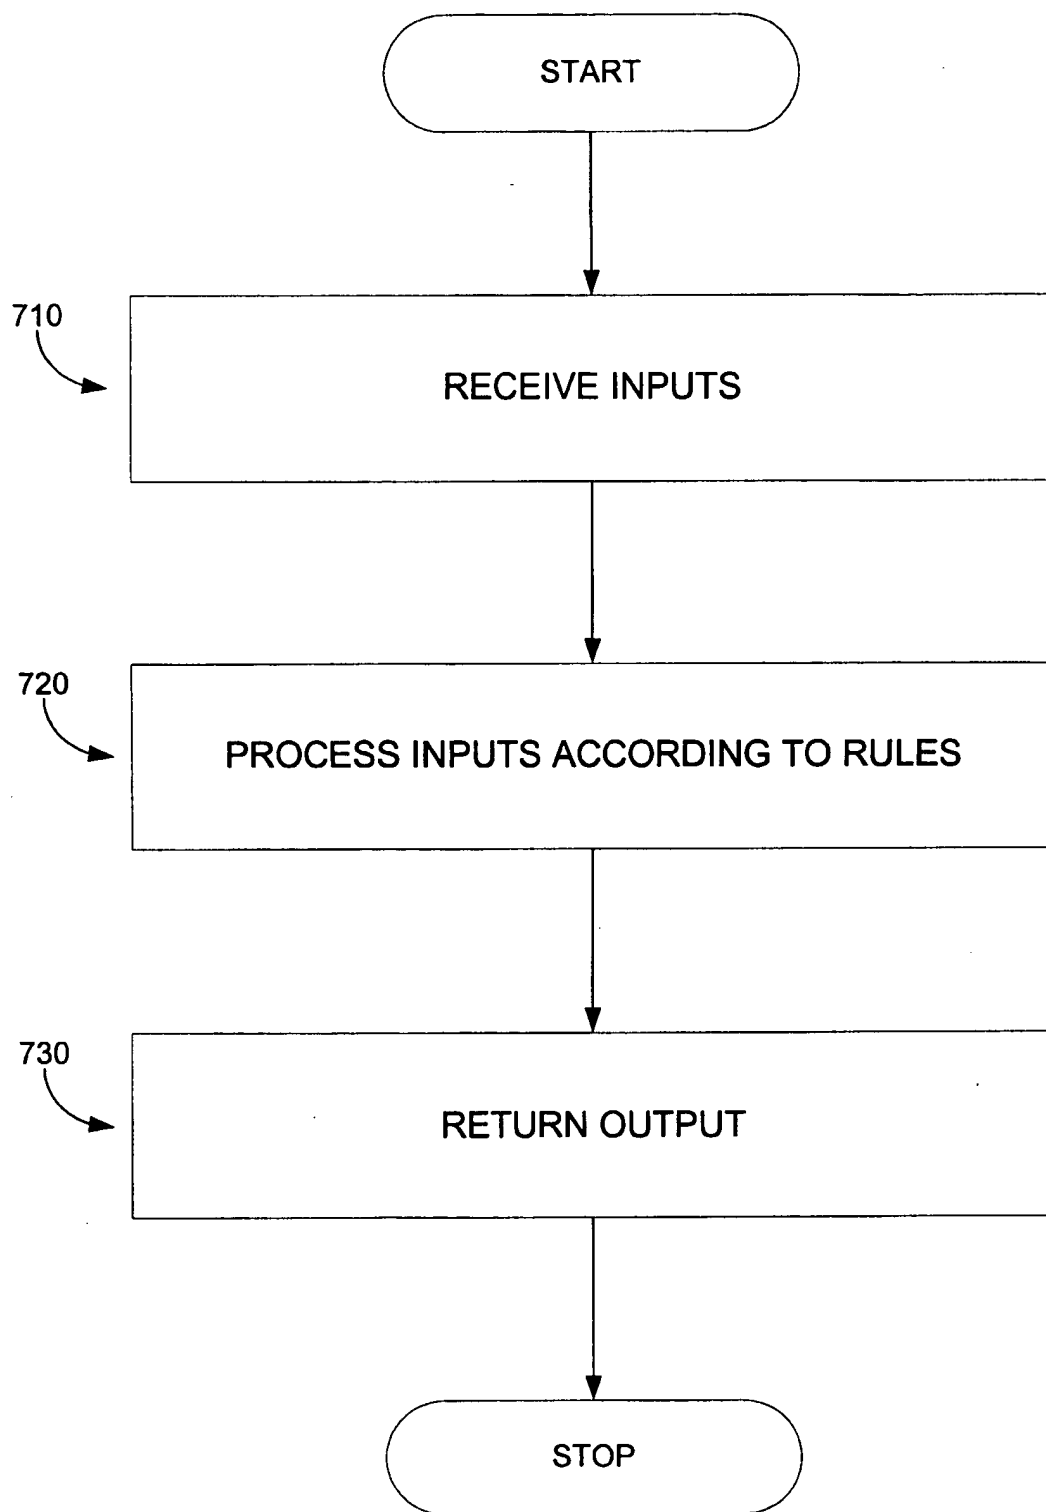 START
710
RECEIVE INPUTS
720
PROCESS INPUTS ACCORDING TO RULES
730
RETURN OUTPUT
STOP